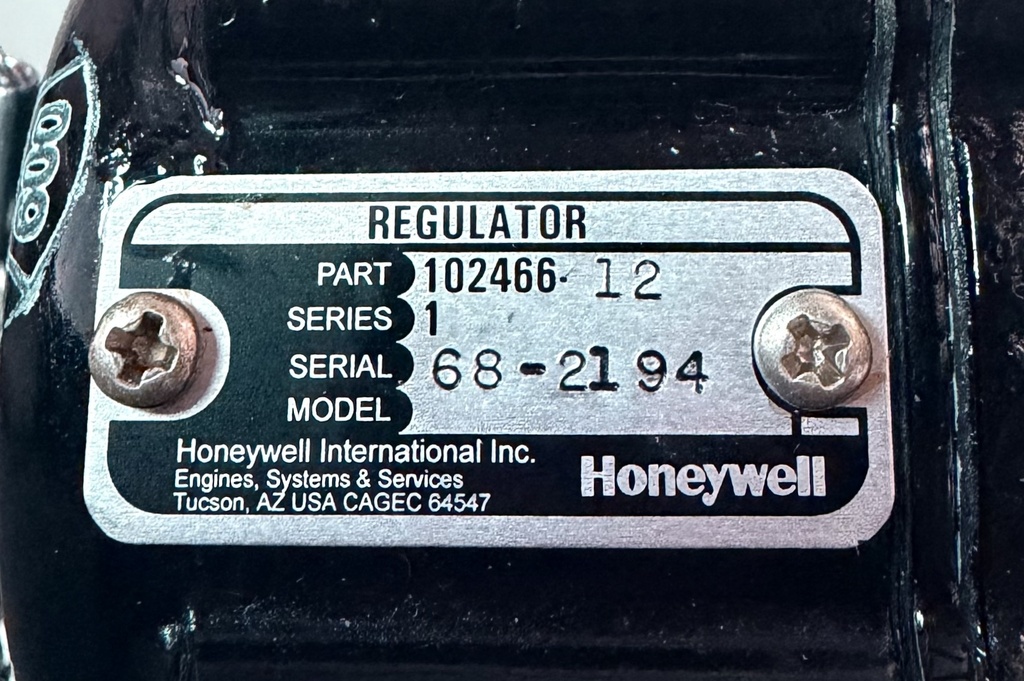 000
REGULATOR
PART 102466- 12
SERIES 1
SERIAL 68-2194
MODEL
Honeywell International Inc.
Engines, Systems & Services
Tucson, AZ USA CAGEC 64547
Honeywell